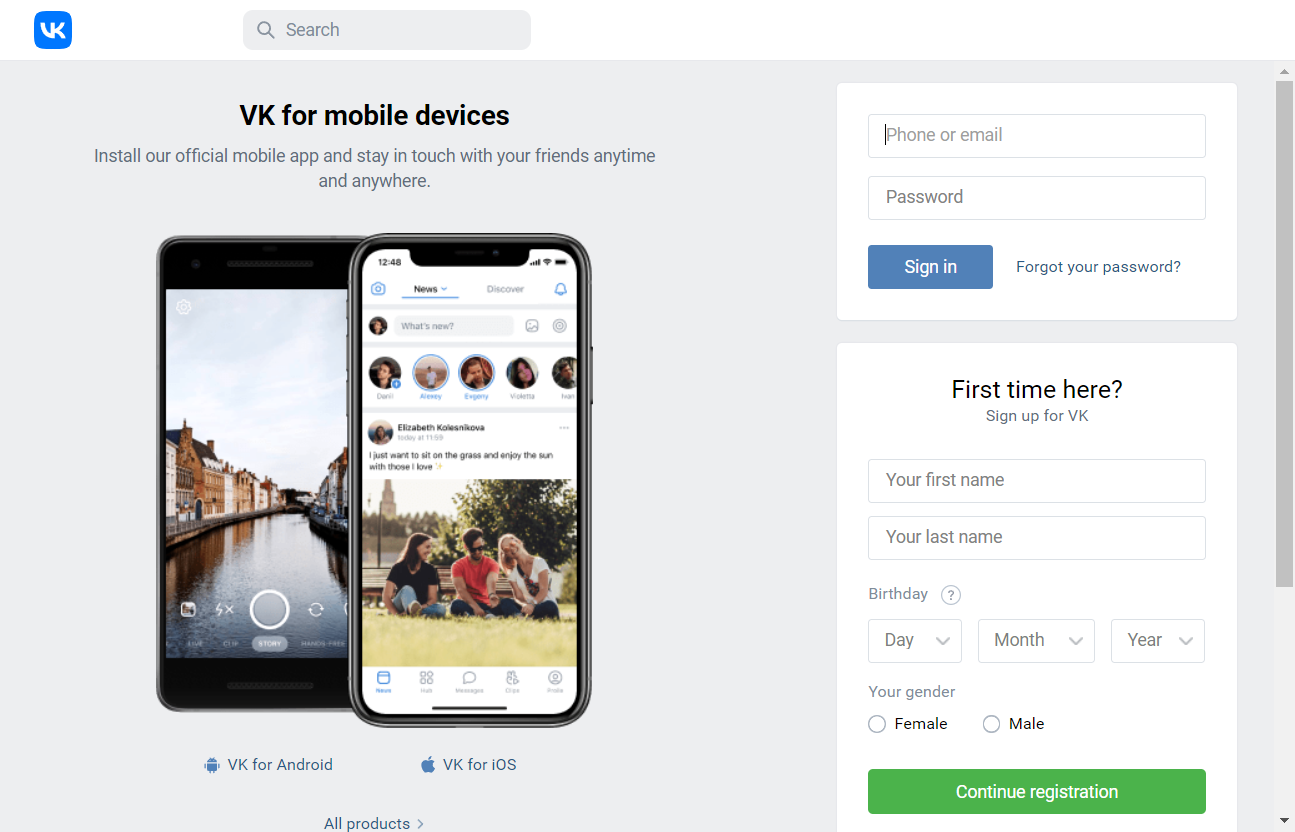 VK
Search
VK for mobile devices
Install our official mobile app and stay in touch with your friends anytime
and anywhere.
12:48
News
Discover
What's new?
Daniil
Alexey
Evgeny
Violetta
Ivan
Elizabeth Kolesnikova
today at 11:59
I just want to sit on the grass and enjoy the sun
with those I love ✨
LIVE
CLIP
STORY
HANDS-FREE
News
Hub
Messages
Clips
Profile
VK for Android
VK for iOS
All products
Phone or email
Password
Sign in
Forgot your password?
First time here?
Sign up for VK
Your first name
Your last name
Birthday ?
Day
Month
Year
Your gender
Female
Male
Continue registration